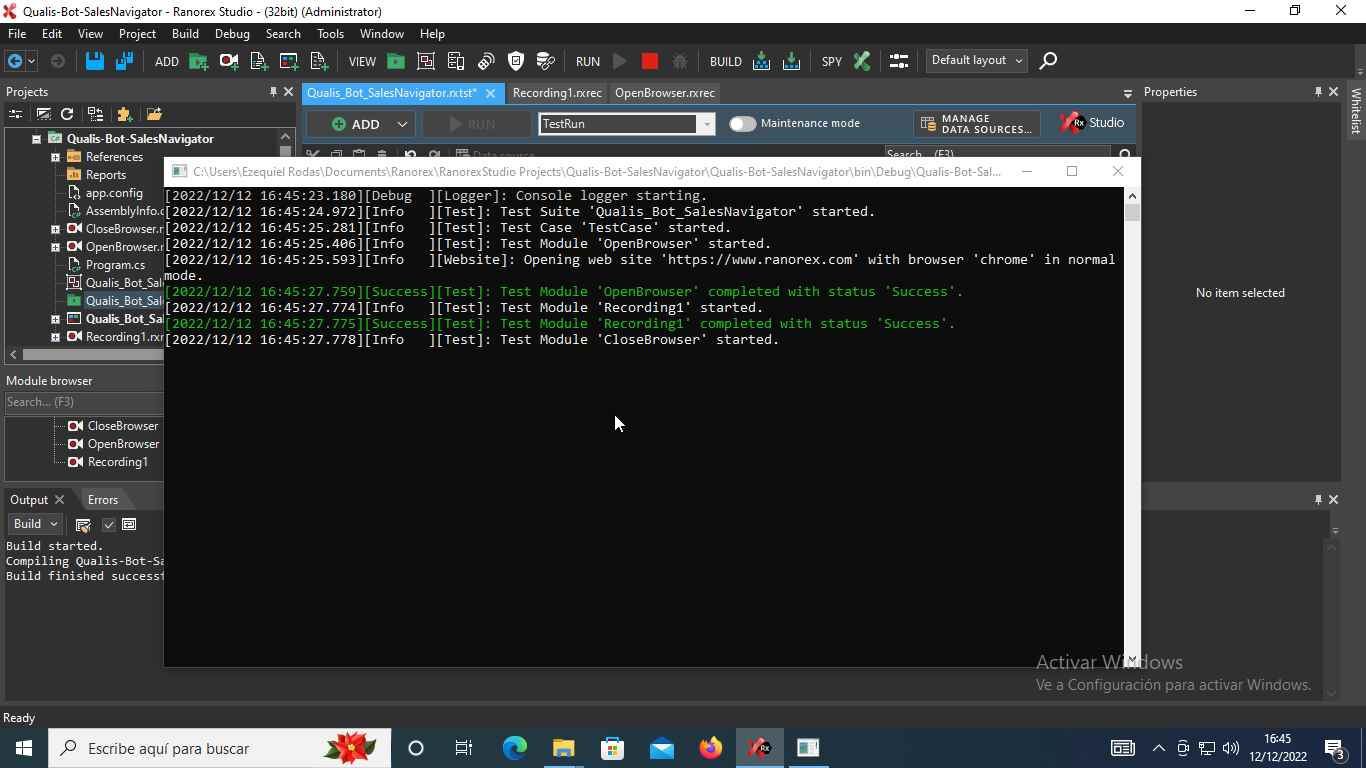 Qualis-Bot-SalesNavigator - Ranorex Studio - (32bit) (Administrator)
File Edit View Project Build Debug Search Tools Window Help
ADD VIEW RUN BUILD SPY Default layout
Projects
Qualis_Bot_SalesNavigator.rxtst* Recording1.rxrec OpenBrowser.rxrec
Properties
Whitelist
ADD RUN TestRun Maintenance mode MANAGE DATA SOURCES... Rx Studio
Data source Search... (F3)
Qualis-Bot-SalesNavigator
References
Reports
app.config
AssemblyInfo.c
CloseBrowser.r
OpenBrowser.r
Program.cs
Qualis_Bot_Sal
Qualis_Bot_Sal
Qualis_Bot_Sa
Recording1.rxr
C:\Users\Ezequiel Rodas\Documents\Ranorex\RanorexStudio Projects\Qualis-Bot-SalesNavigator\Qualis-Bot-SalesNavigator\bin\Debug\Qualis-Bot-Sal...
[2022/12/12 16:45:23.180][Debug  ][Logger]: Console logger starting.
[2022/12/12 16:45:24.972][Info   ][Test]: Test Suite 'Qualis_Bot_SalesNavigator' started.
[2022/12/12 16:45:25.281][Info   ][Test]: Test Case 'TestCase' started.
[2022/12/12 16:45:25.406][Info   ][Test]: Test Module 'OpenBrowser' started.
[2022/12/12 16:45:25.593][Info   ][Website]: Opening web site 'https://www.ranorex.com' with browser 'chrome' in normal
mode.
[2022/12/12 16:45:27.759][Success][Test]: Test Module 'OpenBrowser' completed with status 'Success'.
[2022/12/12 16:45:27.774][Info   ][Test]: Test Module 'Recording1' started.
[2022/12/12 16:45:27.775][Success][Test]: Test Module 'Recording1' completed with status 'Success'.
[2022/12/12 16:45:27.778][Info   ][Test]: Test Module 'CloseBrowser' started.
No item selected
Module browser
Search... (F3)
CloseBrowser
OpenBrowser
Recording1
Output Errors
Build
Build started.
Compiling Qualis-Bot-Sa
Build finished success
Activar Windows
Ve a Configuración para activar Windows.
Ready
Escribe aquí para buscar
Rx
16:45
12/12/2022
3